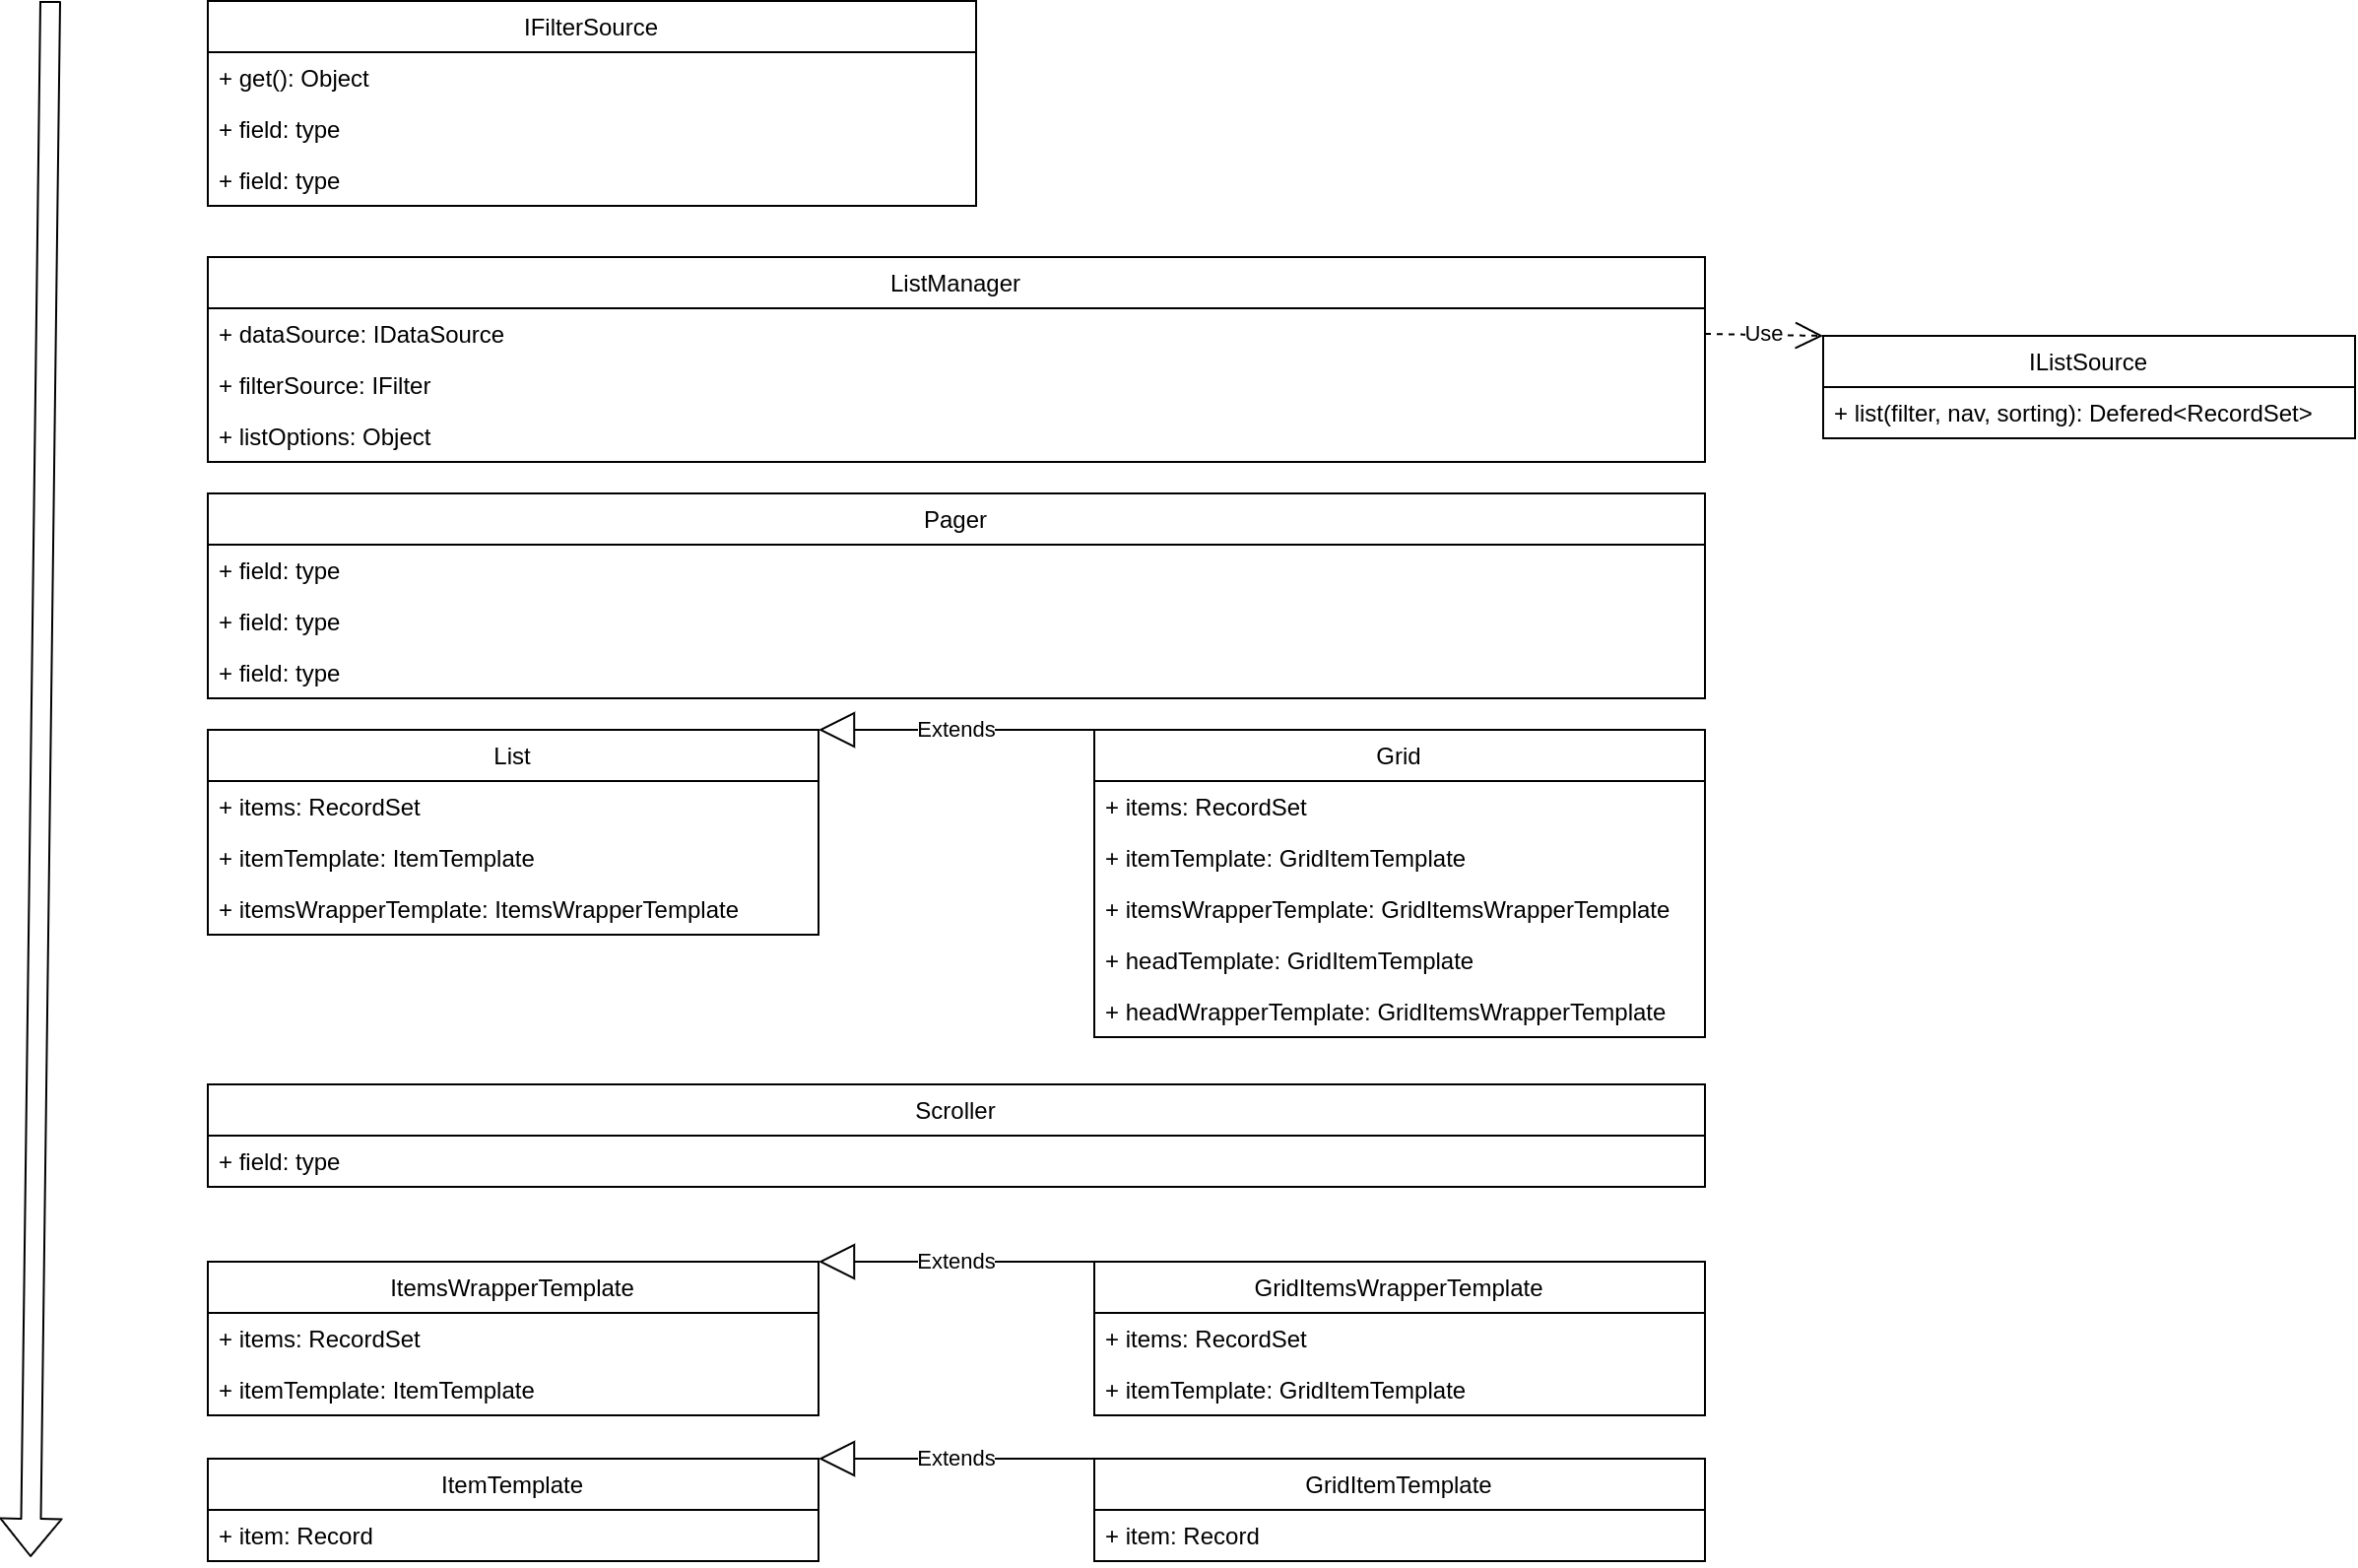 IFilterSource
+ get(): Object
+ field: type
+ field: type
ListManager
+ dataSource: IDataSource
+ filterSource: IFilter
+ listOptions: Object
Use
IListSource
+ list(filter, nav, sorting): Defered<RecordSet>
Pager
+ field: type
+ field: type
+ field: type
List
+ items: RecordSet
+ itemTemplate: ItemTemplate
+ itemsWrapperTemplate: ItemsWrapperTemplate
Extends
Grid
+ items: RecordSet
+ itemTemplate: GridItemTemplate
+ itemsWrapperTemplate: GridItemsWrapperTemplate
+ headTemplate: GridItemTemplate
+ headWrapperTemplate: GridItemsWrapperTemplate
Scroller
+ field: type
ItemsWrapperTemplate
+ items: RecordSet
+ itemTemplate: ItemTemplate
Extends
GridItemsWrapperTemplate
+ items: RecordSet
+ itemTemplate: GridItemTemplate
ItemTemplate
+ item: Record
Extends
GridItemTemplate
+ item: Record